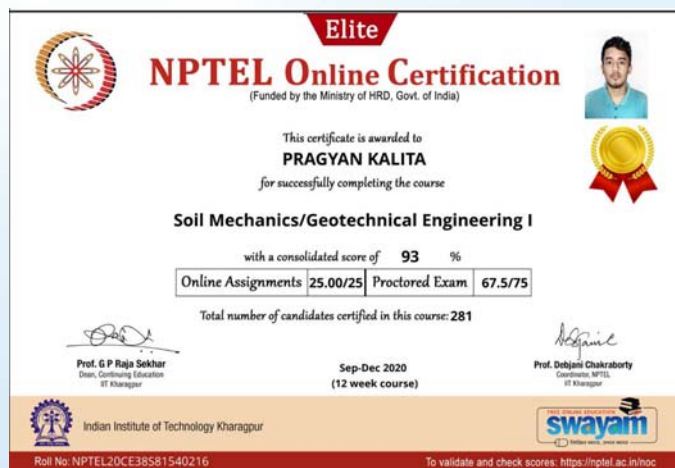 Elite
NPTEL Online Certification
(Funded by the Ministry of HRD, Govt. of India)
This certificate is awarded to
PRAGYAN KALITA
for successfully completing the course
Soil Mechanics/Geotechnical Engineering I
with a consolidated score of 93 %
Online Assignments 25.00/25 Proctored Exam 67.5/75
Total number of candidates certified in this course: 281
Prof. G P Raja Sekhar
Dean, Continuing Education
IIT Kharagpur
Sep-Dec 2020
(12 week course)
Prof. Debjani Chakraborty
Coordinator, NPTEL
IIT Kharagpur
Indian Institute of Technology Kharagpur
FREE ONLINE EDUCATION
swayam
Roll No: NPTEL20CE38S81540216
To validate and check scores: https://nptel.ac.in/noc